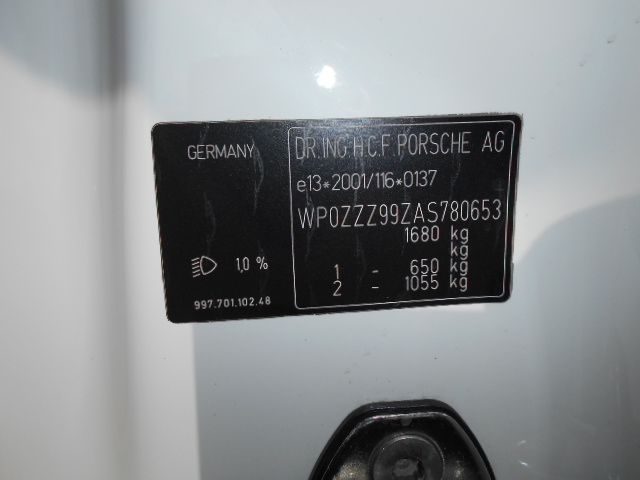 GERMANY
1,0 %
997.701.102.48
DR.ING.H.C.F.PORSCHE AG
e13*2001/116*0137
WP0ZZZ99ZAS780653
1680 kg
kg
1 - 650 kg
2 - 1055 kg